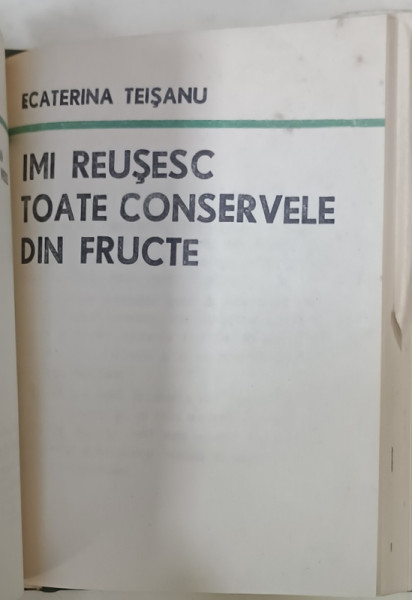 ECATERINA TEIŞANU
IMI REUŞESC
TOATE CONSERVELE
DIN FRUCTE